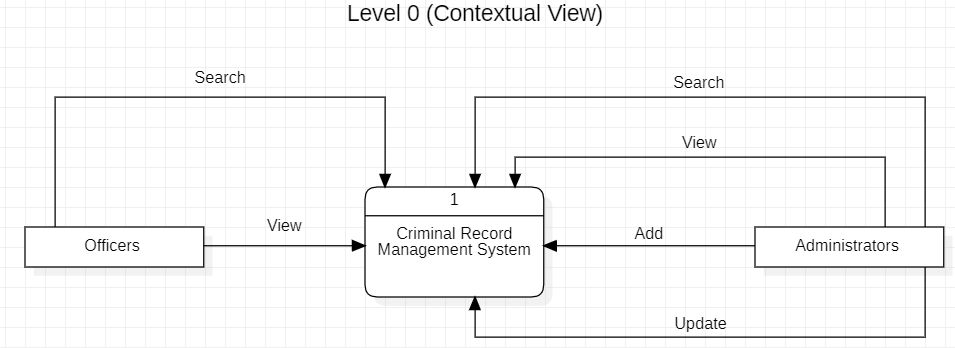 Level 0 (Contextual View)
Search
Search
View
1
View
Criminal Record
Management System
Officers
Add
Administrators
Update